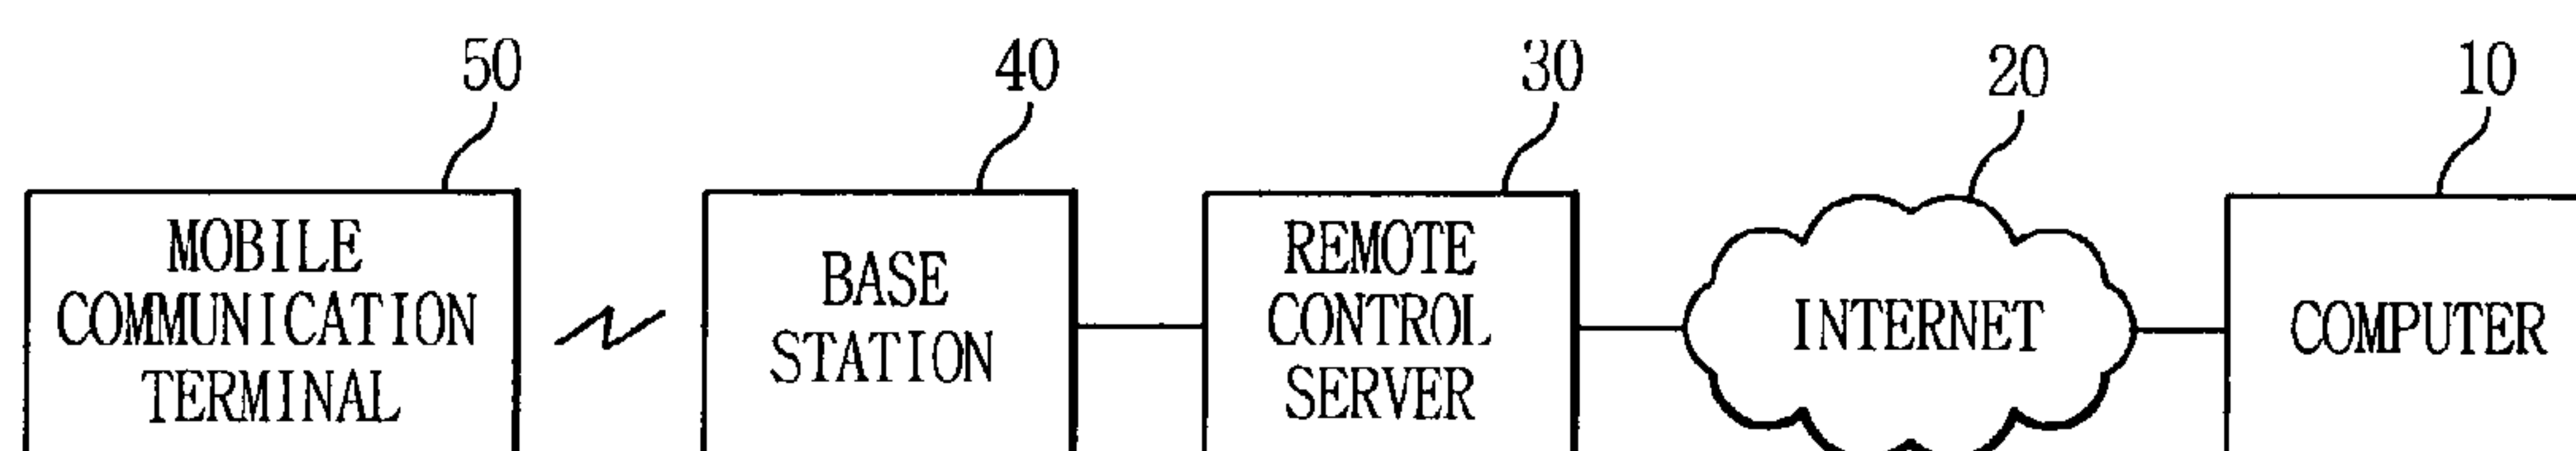 50
40
30
20
10
MOBILE
COMMUNICATION
TERMINAL
BASE
STATION
REMOTE
CONTROL
SERVER
INTERNET
COMPUTER